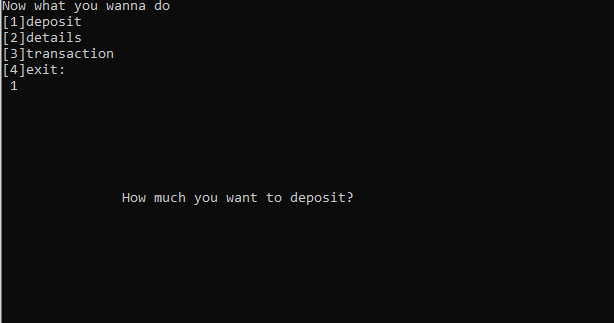 Now what you wanna do
[1]deposit
[2]details
[3]transaction
[4]exit:
1
How much you want to deposit?